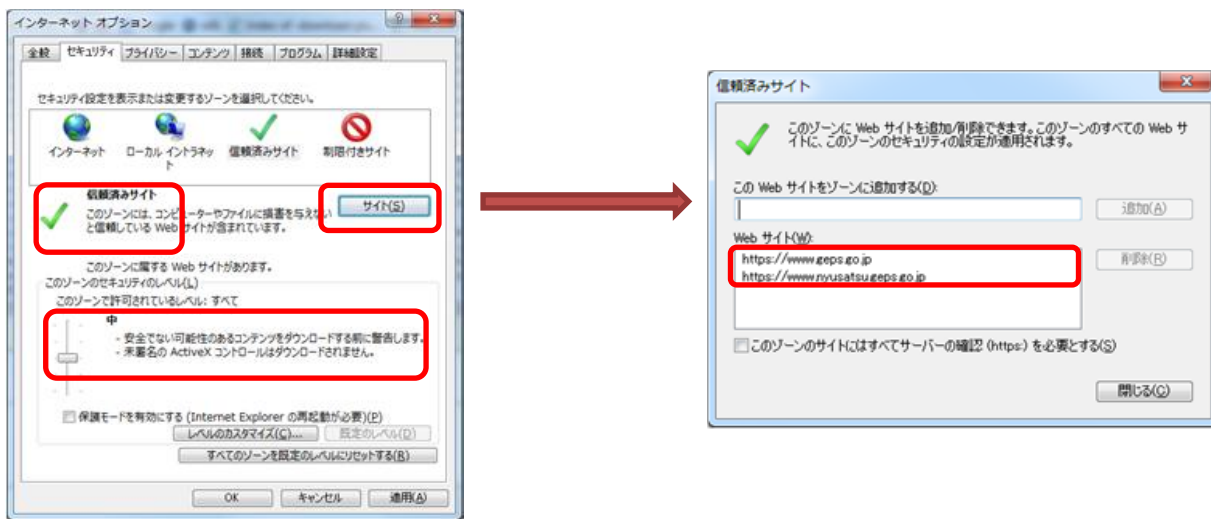 インターネット オプション
全般 セキュリティ プライバシー コンテンツ 接続 プログラム 詳細設定
セキュリティ設定を表示または変更するゾーンを選択してください。
インターネット ローカル イントラネッ 信頼済みサイト 制限付きサイト
ト
信頼済みサイト
サイト(S)
このゾーンには、コンピューターやファイルに損害を与えない
と信頼している Web サイトが含まれています。
このゾーンに属する Web サイトがあります。
このゾーンのセキュリティのレベル(L)
このゾーンで許可されているレベル: すべて
中
- 安全でない可能性のあるコンテンツをダウンロードする前に警告します。
- 未署名の ActiveX コントロールはダウンロードされません。
保護モードを有効にする (Internet Explorer の再起動が必要)(P)
レベルのカスタマイズ(C)... 既定のレベル(D)
すべてのゾーンを既定のレベルにリセットする(R)
OK キャンセル 適用(A)
信頼済みサイト
このゾーンに Web サイトを追加/削除できます。このゾーンのすべての Web サ
イトに、このゾーンのセキュリティの設定が適用されます。
この Web サイトをゾーンに追加する(D):
追加(A)
Web サイト(W):
https://www.geps.go.jp
削除(R)
https://www.nyusatsu.geps.go.jp
このゾーンのサイトにはすべてサーバーの確認 (https:) を必要とする(S)
閉じる(C)